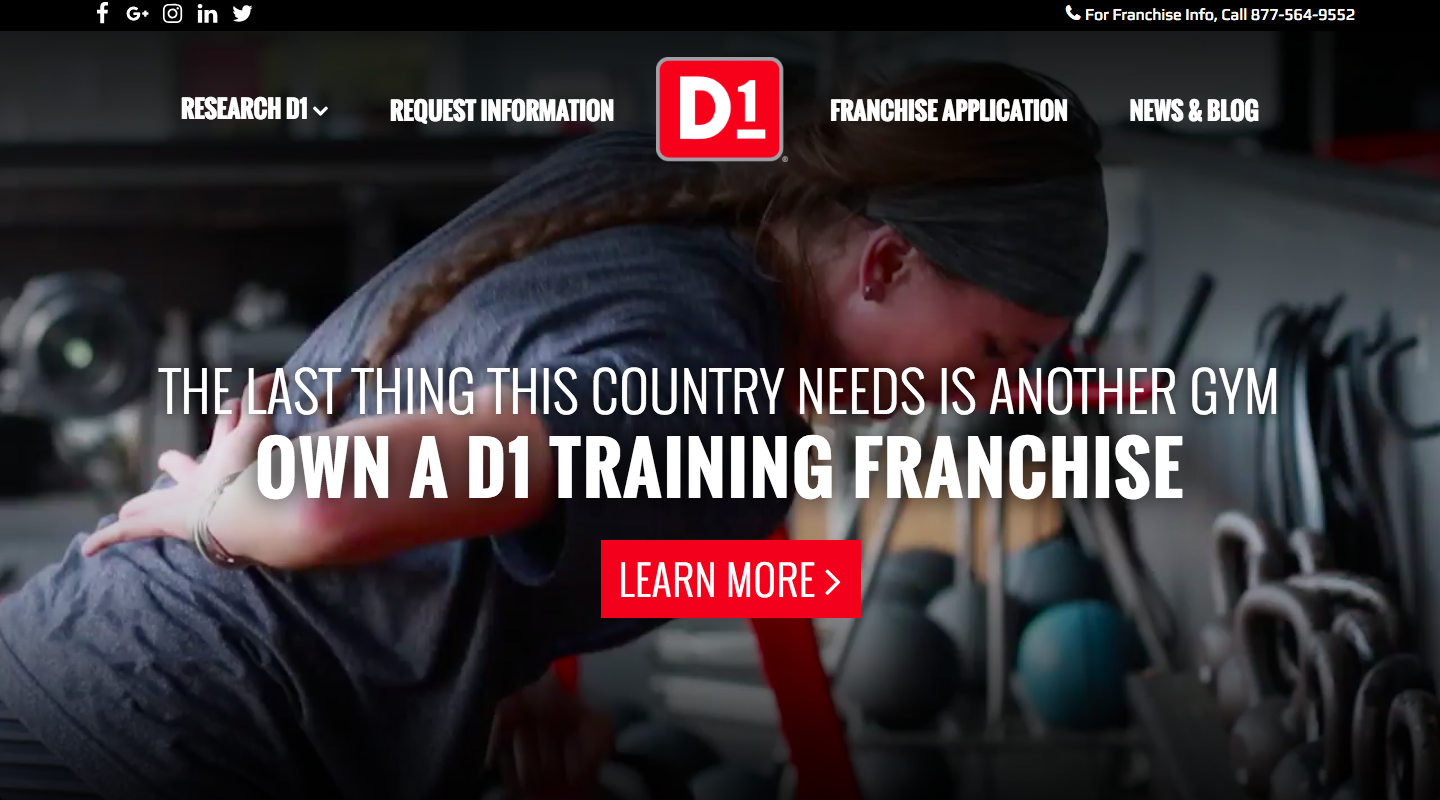 For Franchise Info, Call 877-564-9552
RESEARCH D1
REQUEST INFORMATION
D1
FRANCHISE APPLICATION
NEWS & BLOG
THE LAST THING THIS COUNTRY NEEDS IS ANOTHER GYM
OWN A D1 TRAINING FRANCHISE
LEARN MORE >